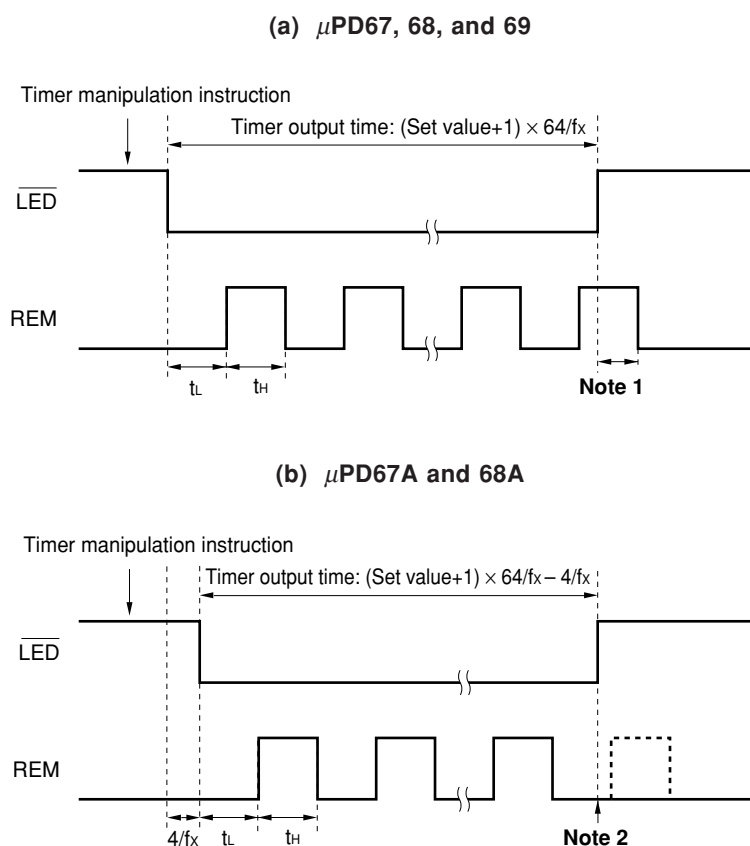 (a) μPD67, 68, and 69
Timer manipulation instruction
Timer output time: (Set value+1) × 64/fx
LED
REM
tL
tH
Note 1
(b) μPD67A and 68A
Timer manipulation instruction
Timer output time: (Set value+1) × 64/fx – 4/fx
LED
REM
4/fx
tL
tH
Note 2